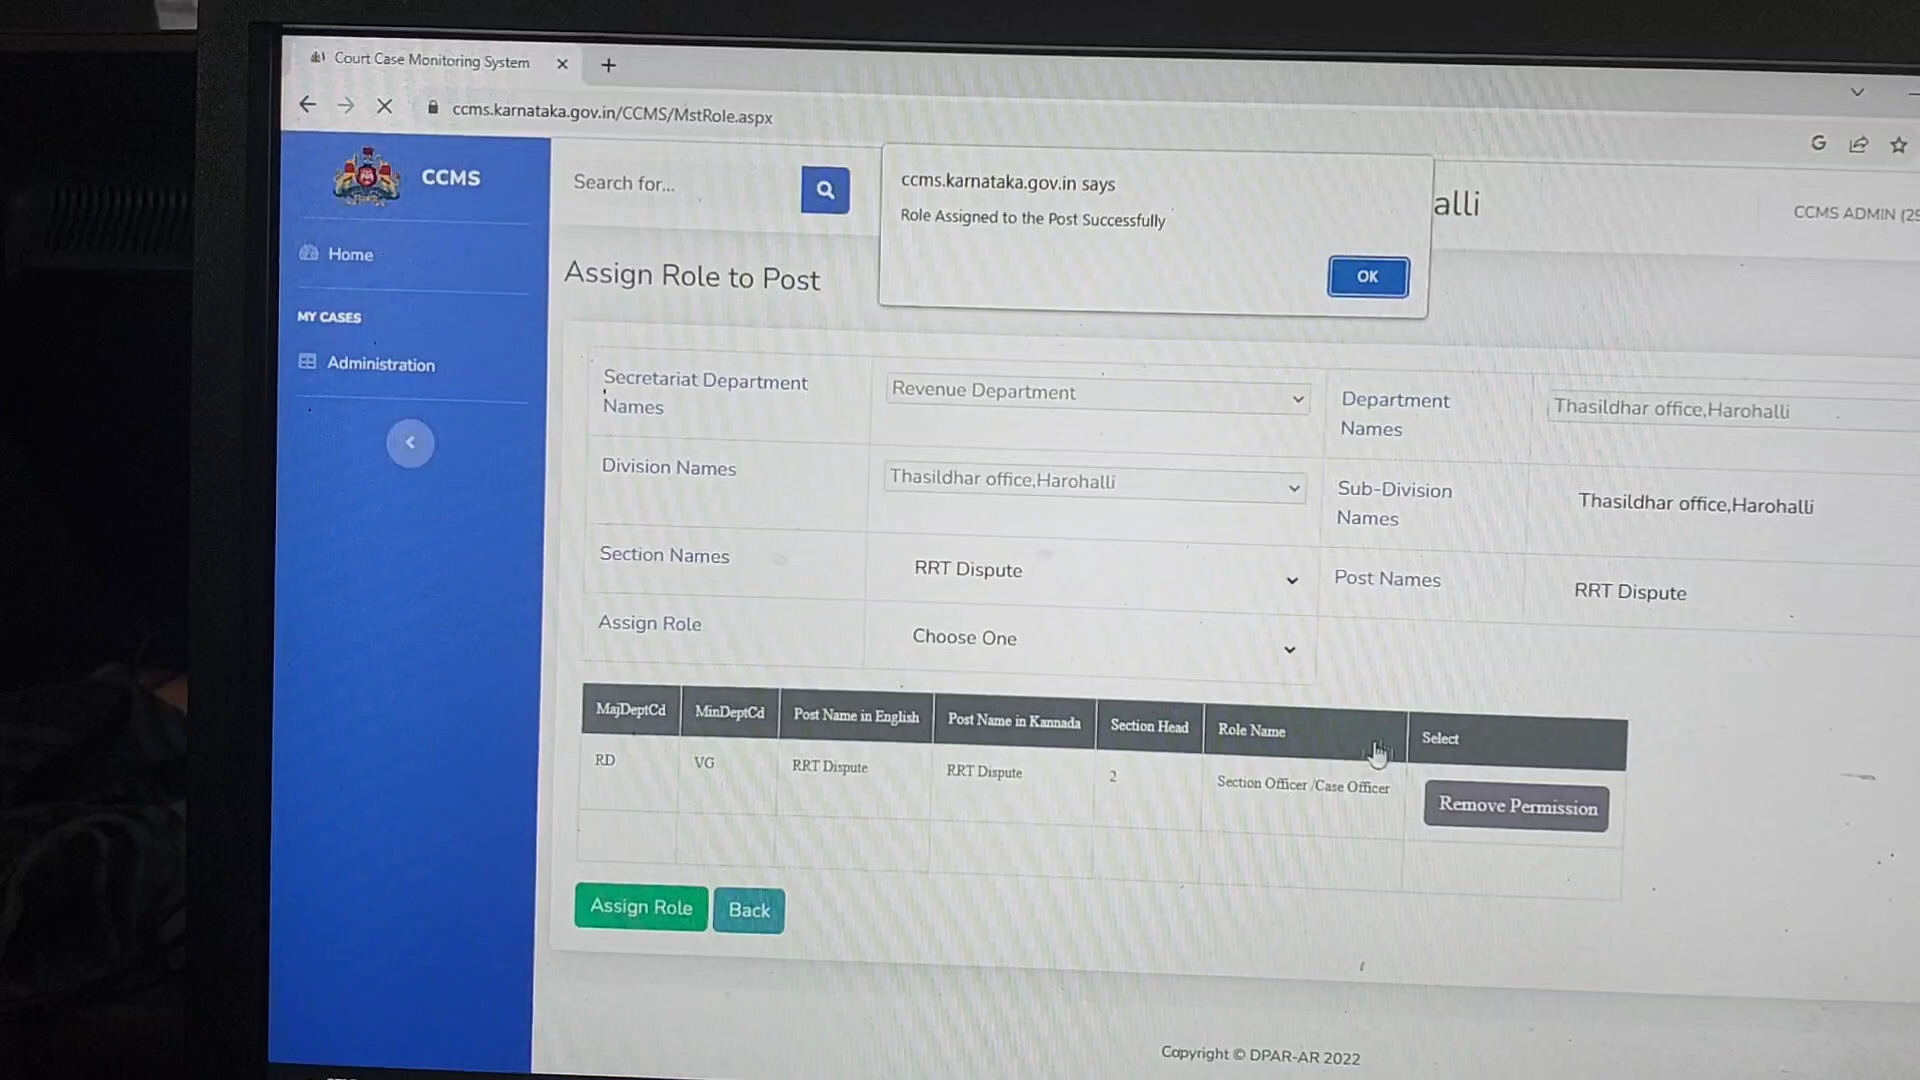 Court Case Monitoring System
ccms.karnataka.gov.in/CCMS/MstRole.aspx
CCMS
Search for...
ccms.karnataka.gov.in says
Role Assigned to the Post Successfully
OK
alli
CCMS ADMIN (29
Home
MY CASES
Administration
Assign Role to Post
Secretariat Department Names
Revenue Department
Department Names
Thasildhar office,Harohalli
Division Names
Thasildhar office,Harohalli
Sub-Division Names
Thasildhar office,Harohalli
Section Names
RRT Dispute
Post Names
RRT Dispute
Assign Role
Choose One
MajDeptCd MinDeptCd Post Name in English Post Name in Kannada Section Head Role Name Select
RD VG RRT Dispute RRT Dispute 2 Section Officer /Case Officer Remove Permission
Assign Role Back
Copyright © DPAR-AR 2022